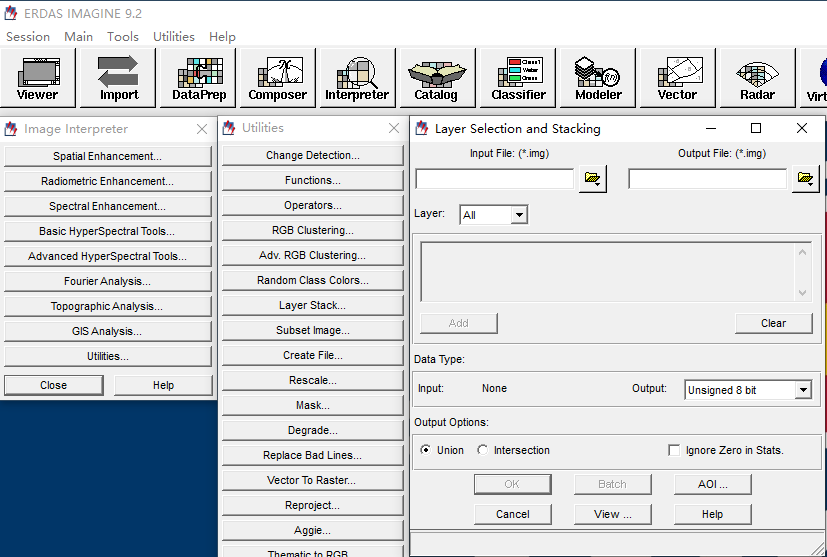 ERDAS IMAGINE 9.2
Session Main Tools Utilities Help
Viewer Import DataPrep Composer Interpreter Catalog Classifier Modeler Vector Radar Virt
Class1
Water
Grass
f(n)
Image Interpreter
Spatial Enhancement...
Radiometric Enhancement...
Spectral Enhancement...
Basic HyperSpectral Tools...
Advanced HyperSpectral Tools...
Fourier Analysis...
Topographic Analysis...
GIS Analysis...
Utilities...
Close Help
Utilities
Change Detection...
Functions...
Operators...
RGB Clustering...
Adv. RGB Clustering...
Random Class Colors...
Layer Stack...
Subset Image...
Create File...
Rescale...
Mask...
Degrade...
Replace Bad Lines...
Vector To Raster...
Reproject...
Aggie...
Thematic to RGB
Layer Selection and Stacking
Input File: (*.img) Output File: (*.img)
Layer: All
Add Clear
Data Type:
Input: None Output: Unsigned 8 bit
Output Options:
Union Intersection Ignore Zero in Stats.
OK Batch AOI ...
Cancel View ... Help